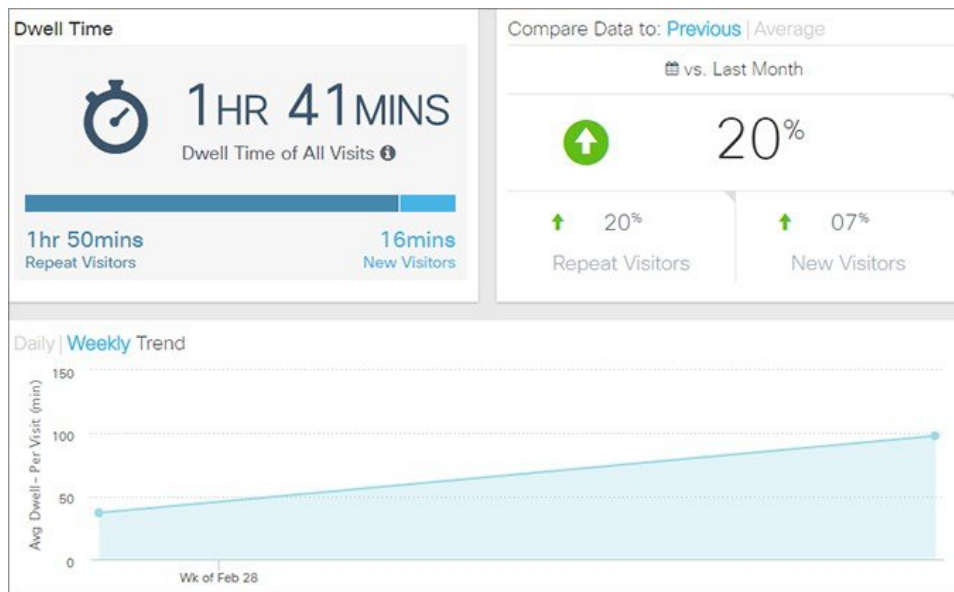 Dwell Time
1HR 41MINS
Dwell Time of All Visits
1hr 50mins 16mins
Repeat Visitors New Visitors
Compare Data to: Previous | Average
vs. Last Month
20%
20% 07%
Repeat Visitors New Visitors
Daily | Weekly Trend
Avg Dwell - Per Visit (min)
150
100
50
0
Wk of Feb 28